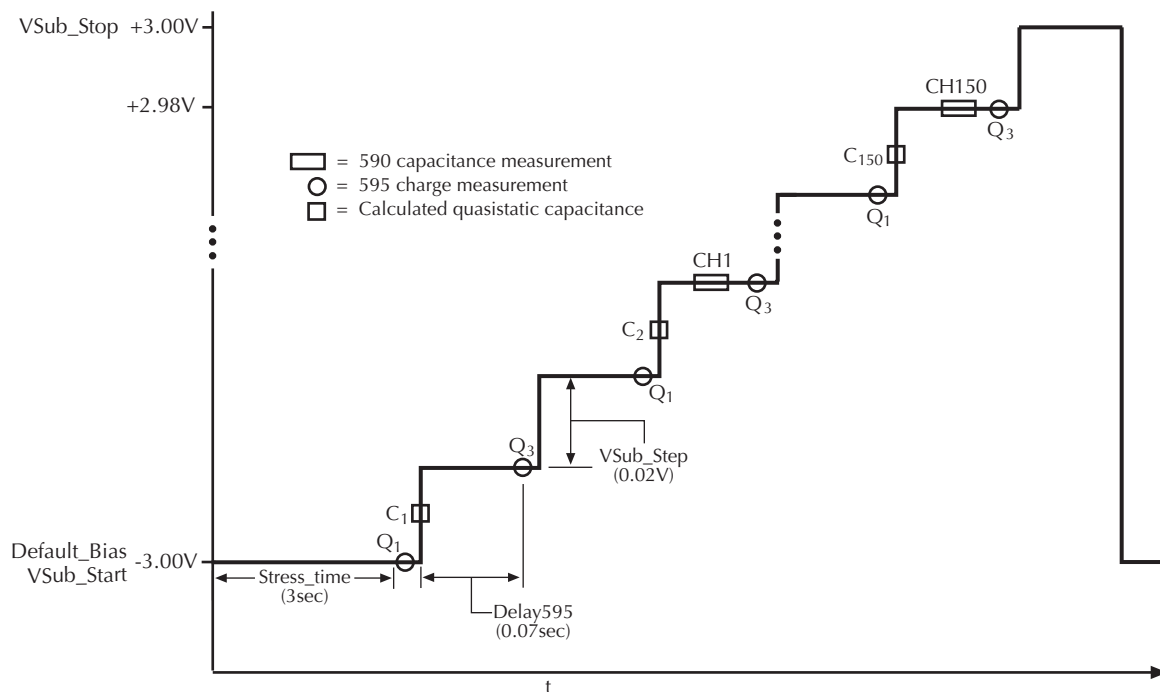 VSub_Stop +3.00V
+2.98V
CH150
Q3
C150
Q1
= 590 capacitance measurement
= 595 charge measurement
= Calculated quasistatic capacitance
CH1
Q3
C2
Q1
Q3
VSub_Step
(0.02V)
C1
Q1
Default_Bias
VSub_Start
-3.00V
Stress_time
(3sec)
Delay595
(0.07sec)
t